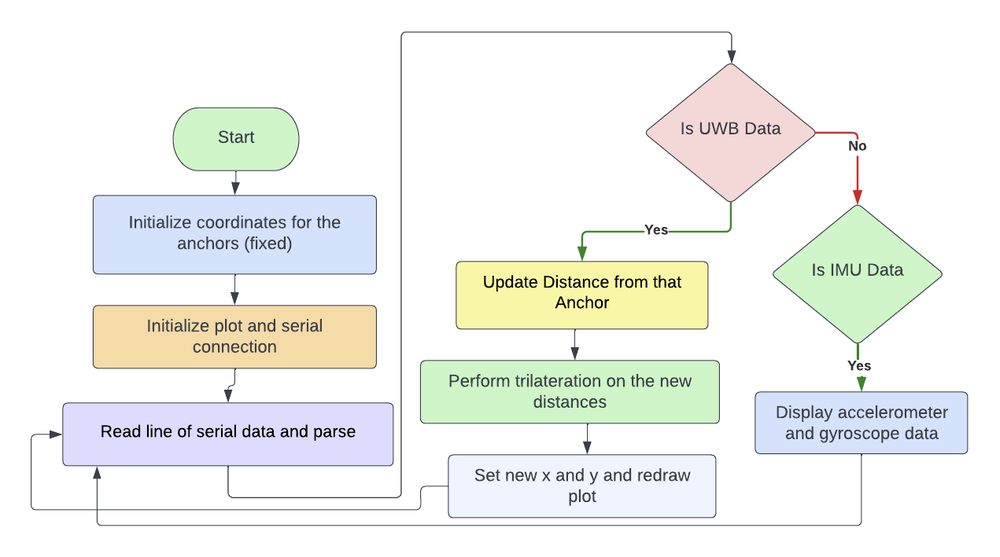 Start
Initialize coordinates for the
anchors (fixed)
Initialize plot and serial
connection
Read line of serial data and parse
Is UWB Data
No
Yes
Is IMU Data
Update Distance from that
Anchor
Perform trilateration on the new
distances
Set new x and y and redraw
plot
Yes
Display accelerometer
and gyroscope data